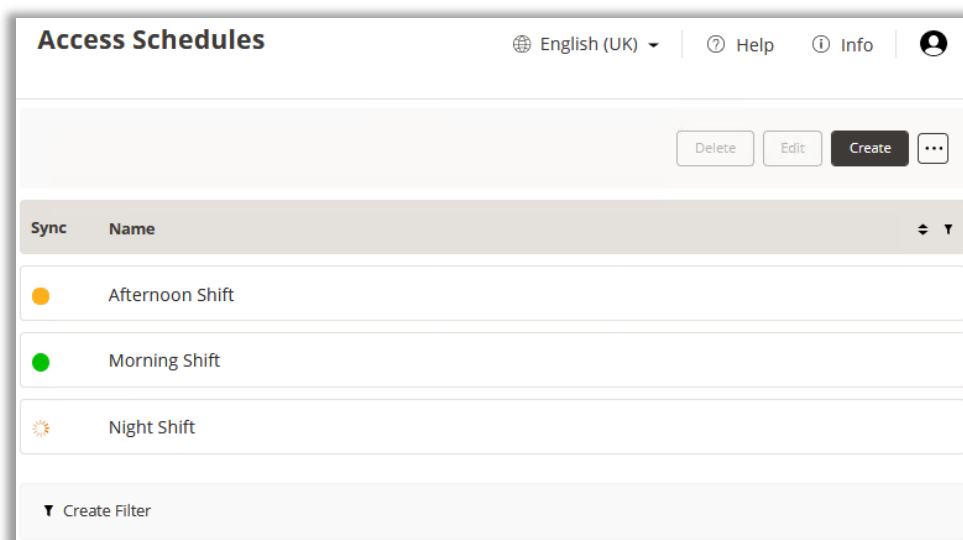 Access Schedules
English (UK) Help Info
Delete Edit Create
Sync Name
Afternoon Shift
Morning Shift
Night Shift
Create Filter